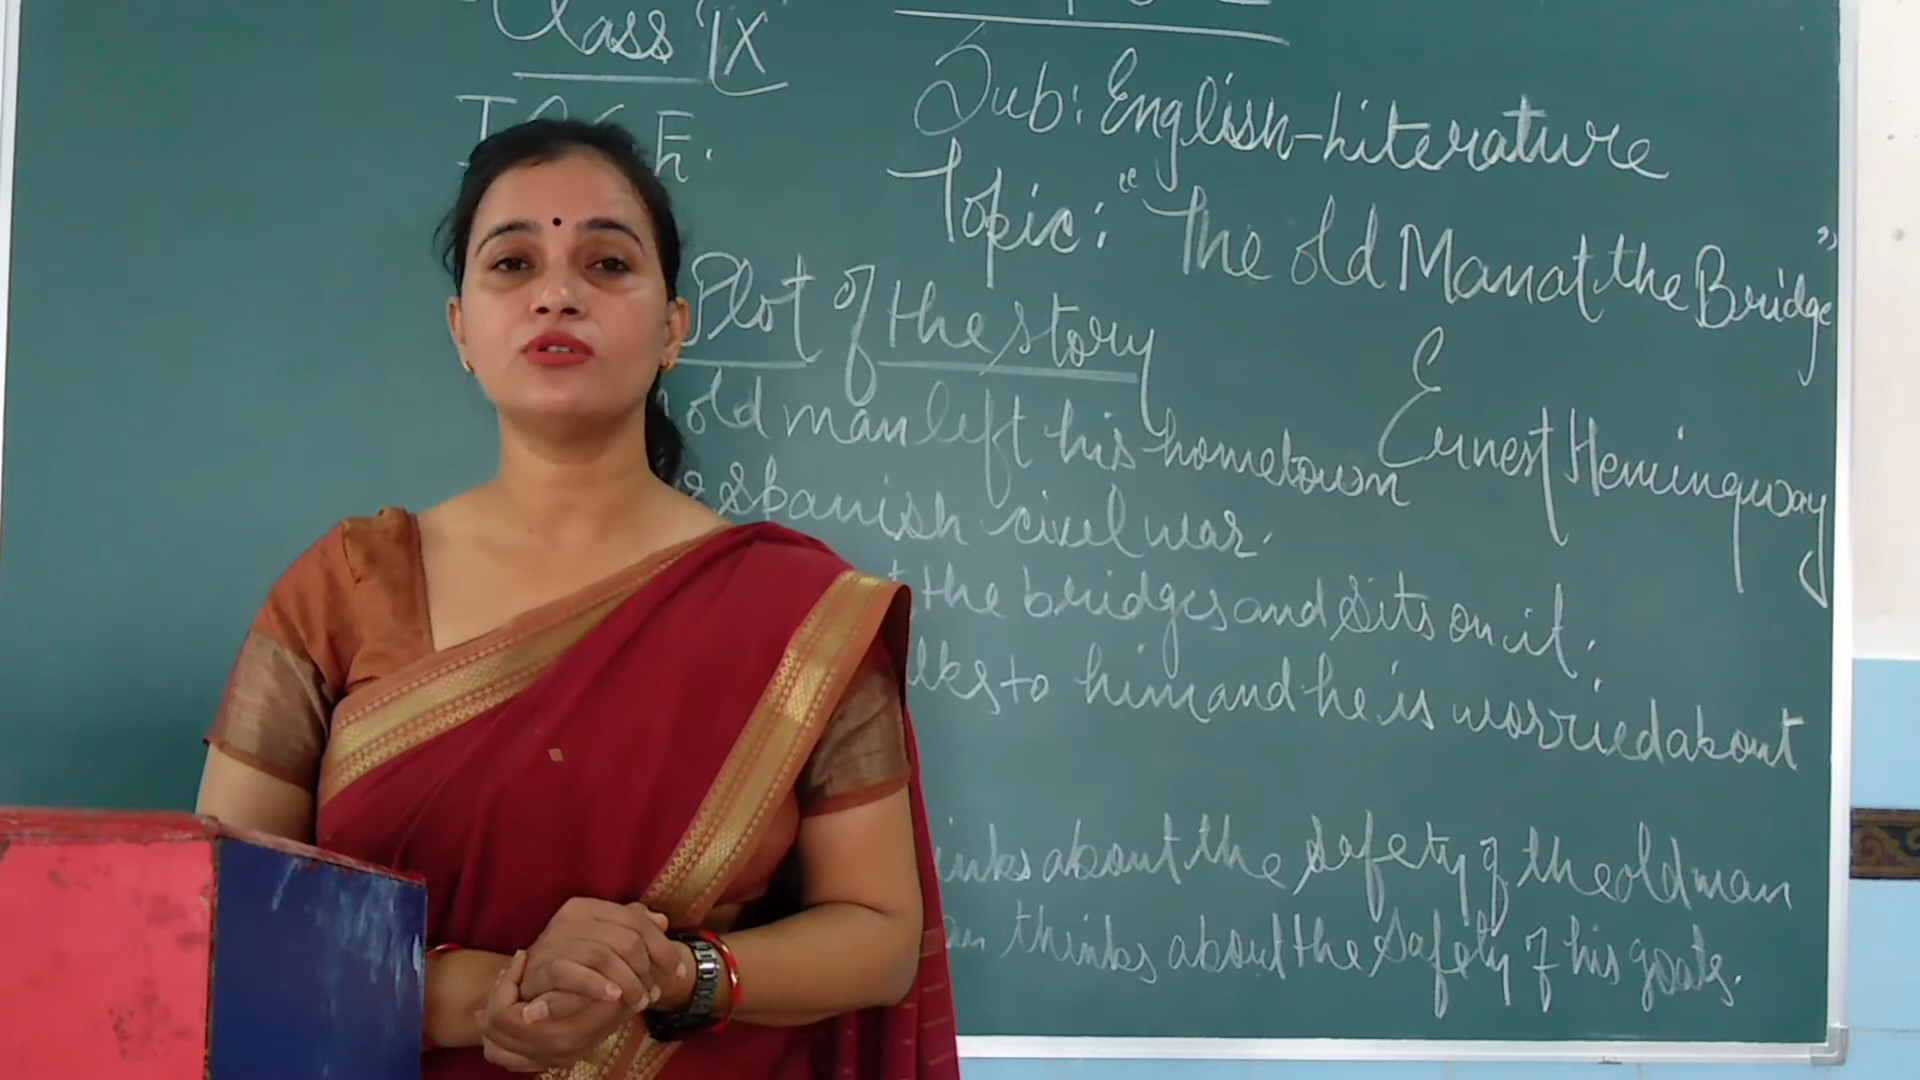 Class IX
Sub: English-Literature
Topic: "The old Man at the Bridge"
Ernest Hemingway
Plot of the story
old man left his hometown
Spanish civil war.
the bridges and sits on it.
to him and he is worried about
about the safety of the old man
thinks about the safety of his goats.